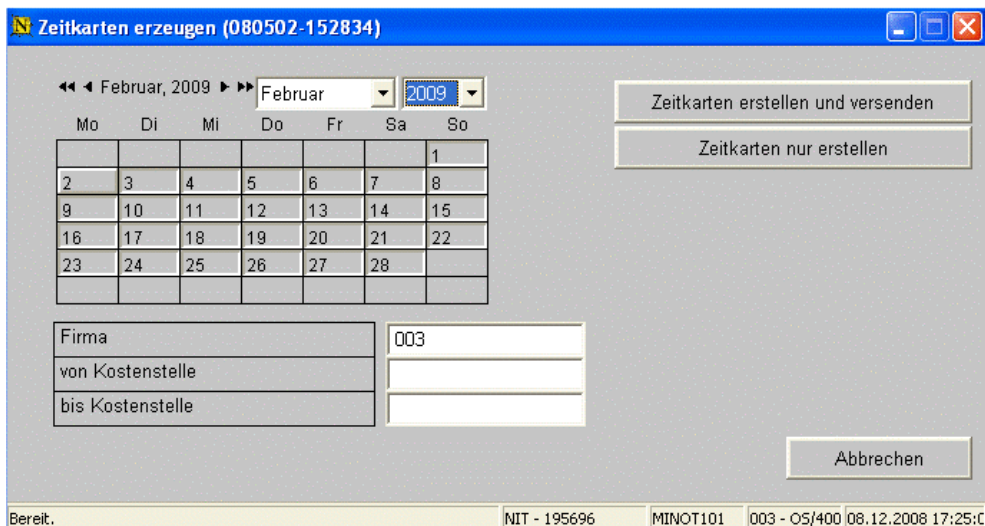 Zeitkarten erzeugen (080502-152834)
Februar, 2009 Februar 2009
Mo Di Mi Do Fr Sa So
1
2 3 4 5 6 7 8
9 10 11 12 13 14 15
16 17 18 19 20 21 22
23 24 25 26 27 28
Zeitkarten erstellen und versenden
Zeitkarten nur erstellen
Firma 003
von Kostenstelle
bis Kostenstelle
Abbrechen
Bereit. NIT - 195696 MINOT101 003 - OS/400 08.12.2008 17:25: